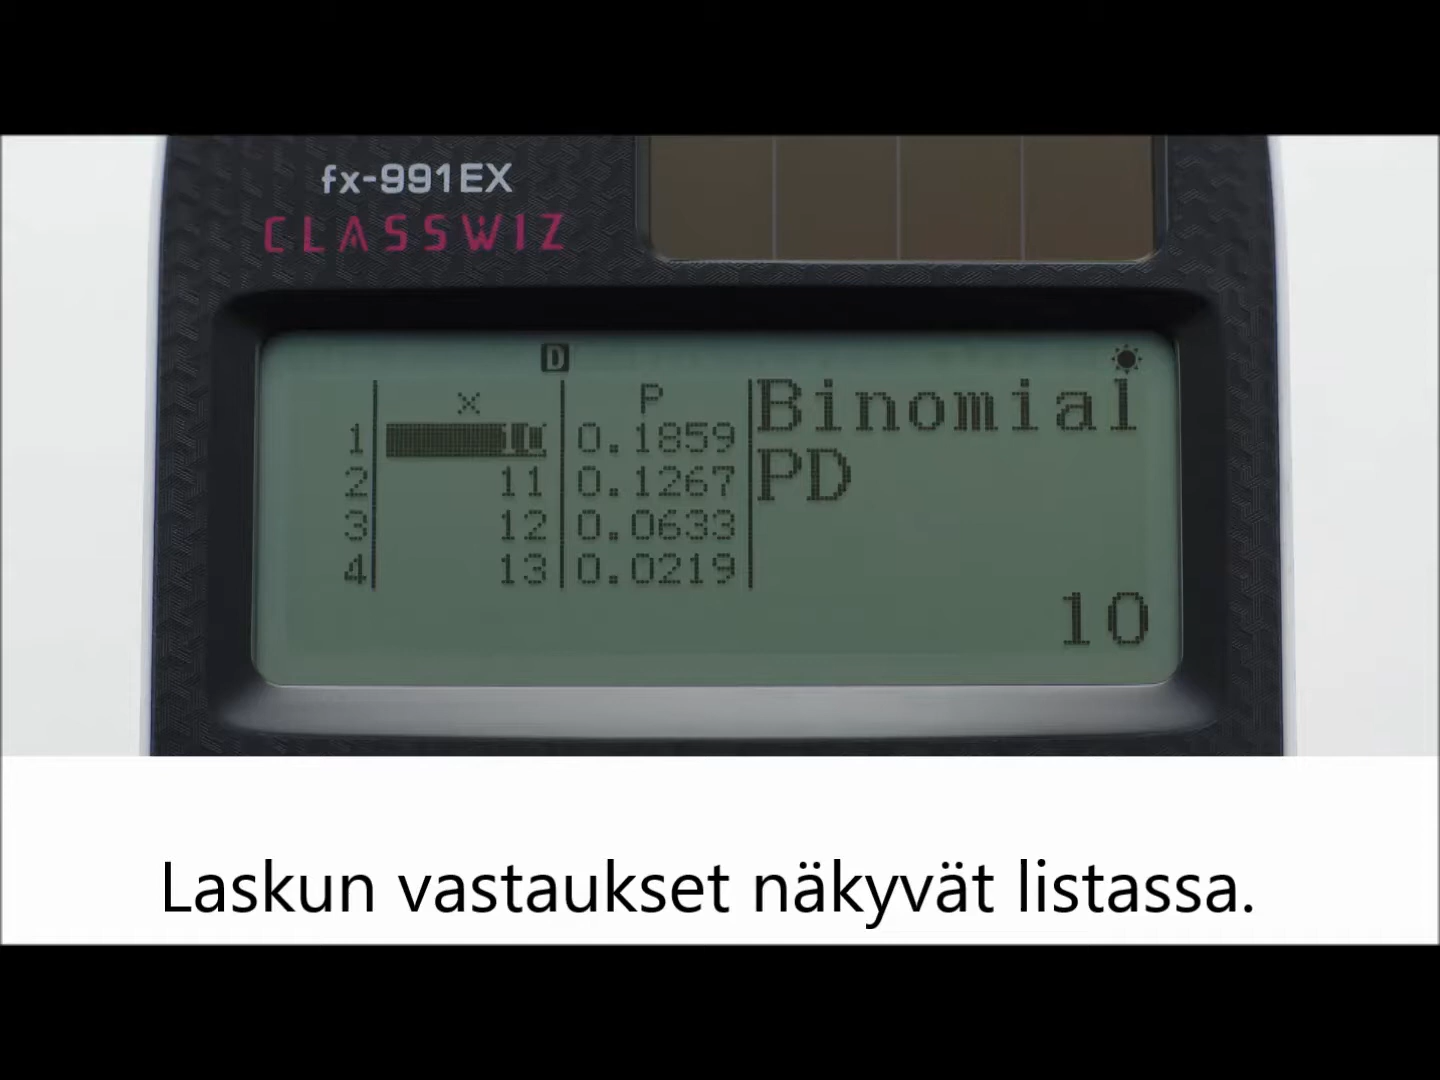 fx-991EX
CLASSWIZ
D
x P Binomial
1 10 0.1859
2 11 0.1267 PD
3 12 0.0633
4 13 0.0219
10
Laskun vastaukset näkyvät listassa.